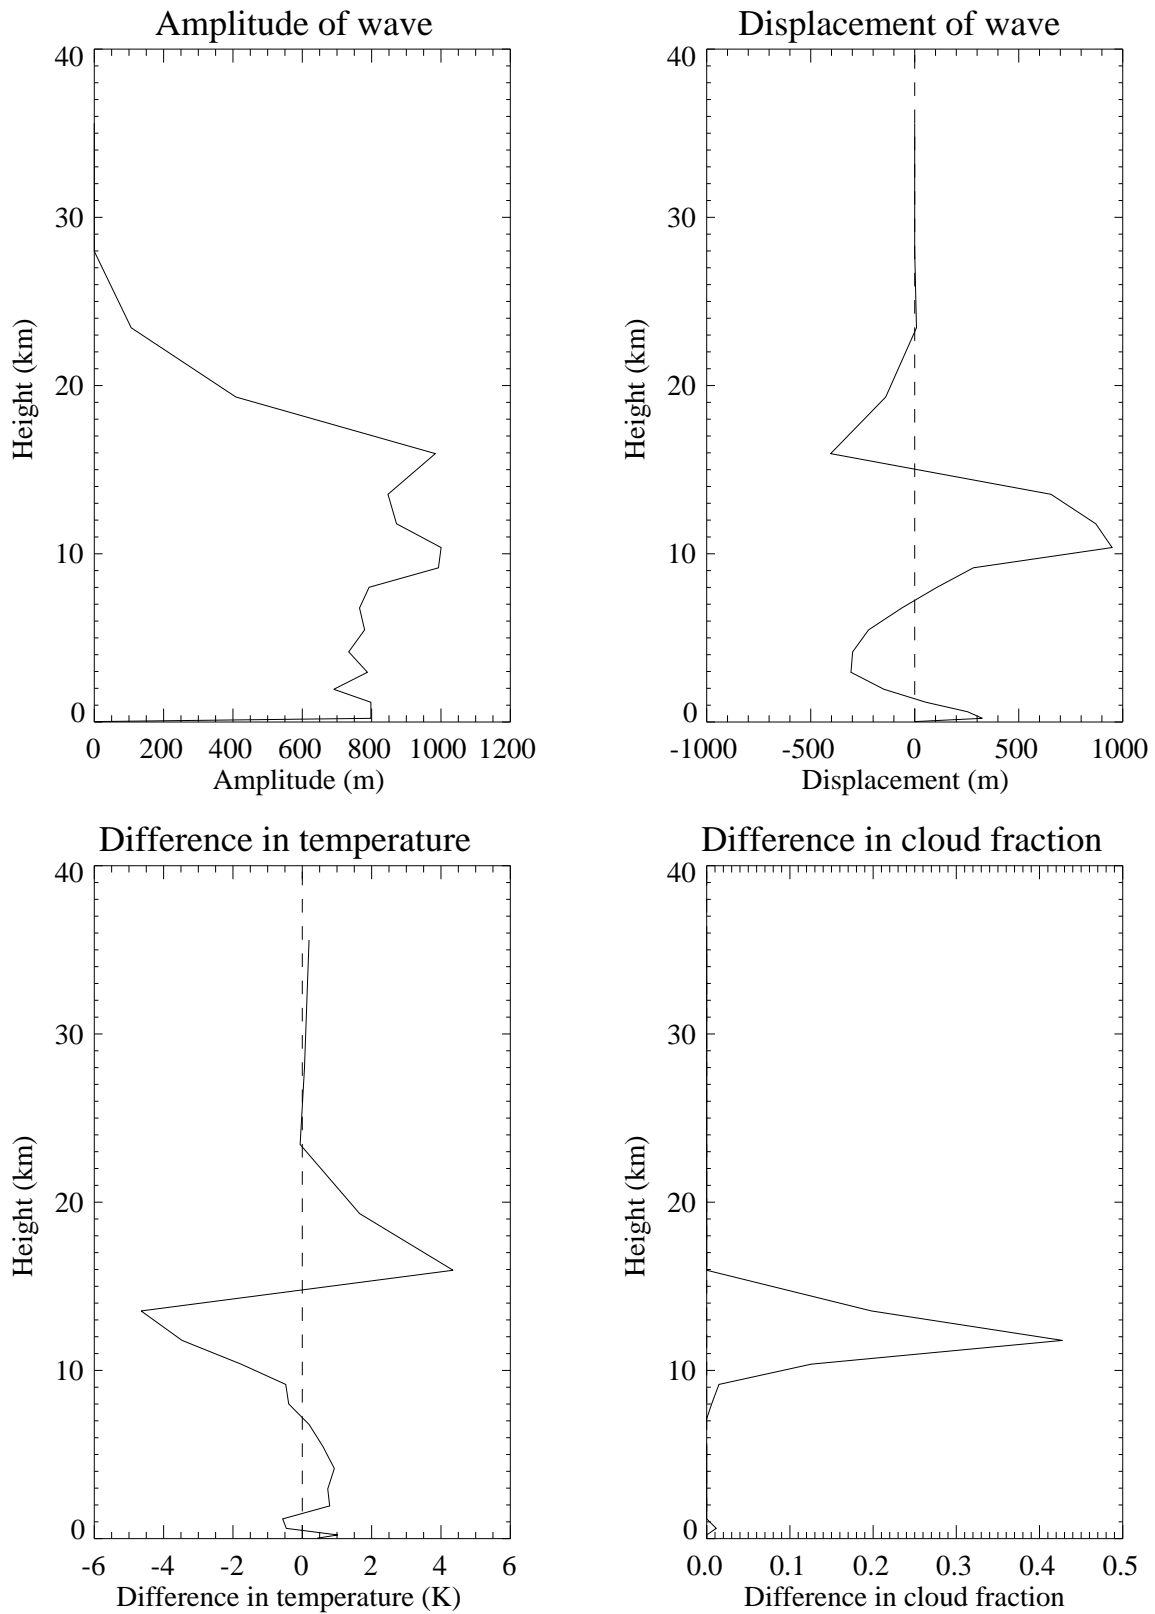 Amplitude of wave
40
30
20
10
0
Height (km)
0 200 400 600 800 1000 1200
Amplitude (m)
Displacement of wave
40
30
20
10
0
Height (km)
-1000 -500 0 500 1000
Displacement (m)
Difference in temperature
40
30
20
10
0
Height (km)
-6 -4 -2 0 2 4 6
Difference in temperature (K)
Difference in cloud fraction
40
30
20
10
0
Height (km)
0.0 0.1 0.2 0.3 0.4 0.5
Difference in cloud fraction